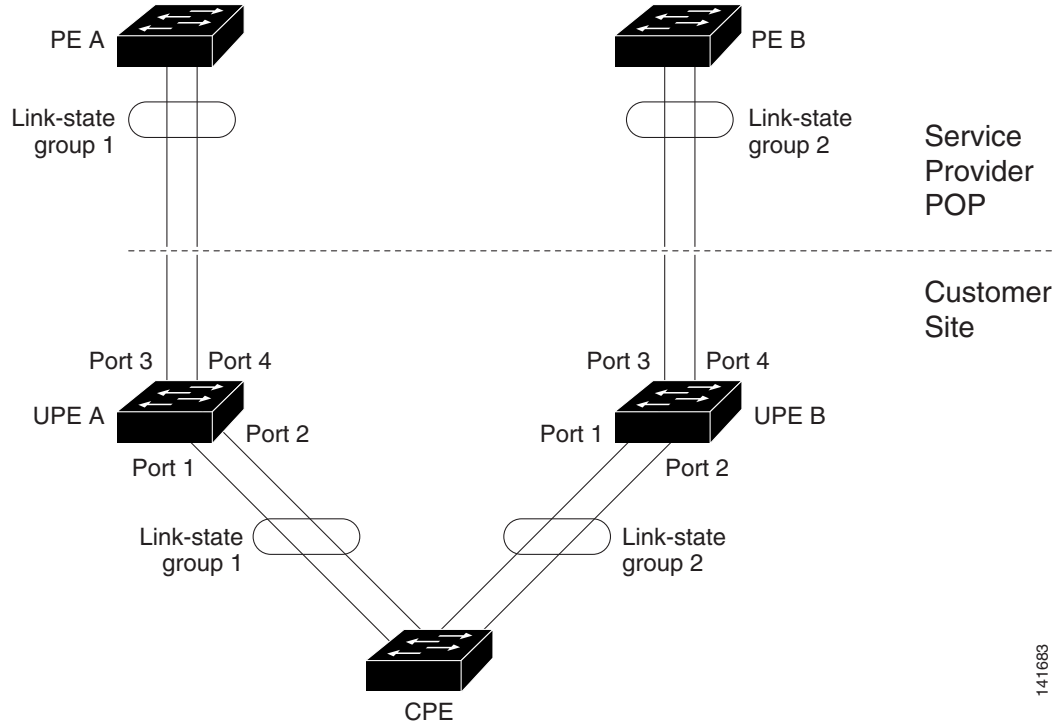 PE A
PE B
Link-state
group 1
Link-state
group 2
Service
Provider
POP
Customer
Site
Port 3
Port 4
Port 3
Port 4
UPE A
UPE B
Port 2
Port 1
Port 1
Port 2
Link-state
group 1
Link-state
group 2
CPE
141683